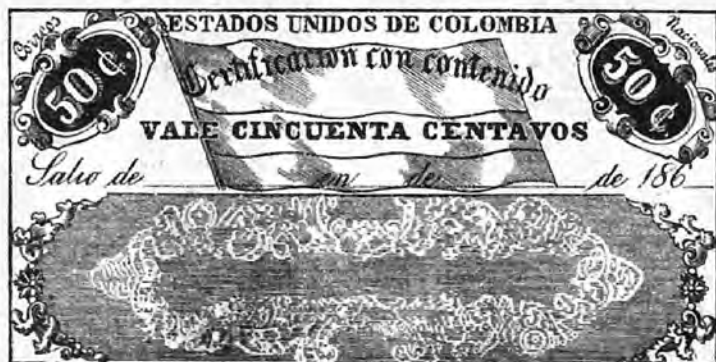 ESTADOS UNIDOS DE COLOMBIA
Correos
Nacionales
50 ¢.
50 ¢
Certificacion con contenido
VALE CINCUENTA CENTAVOS
Salio de en de de 186